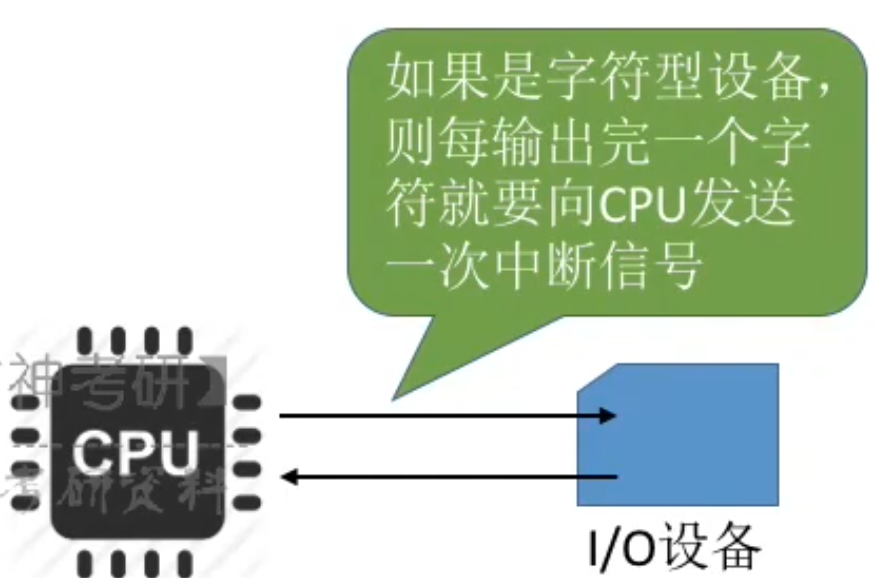 如果是字符型设备，
则每输出完一个字
符就要向CPU发送
一次中断信号
神考研】
CPU
考研资料
I/O设备